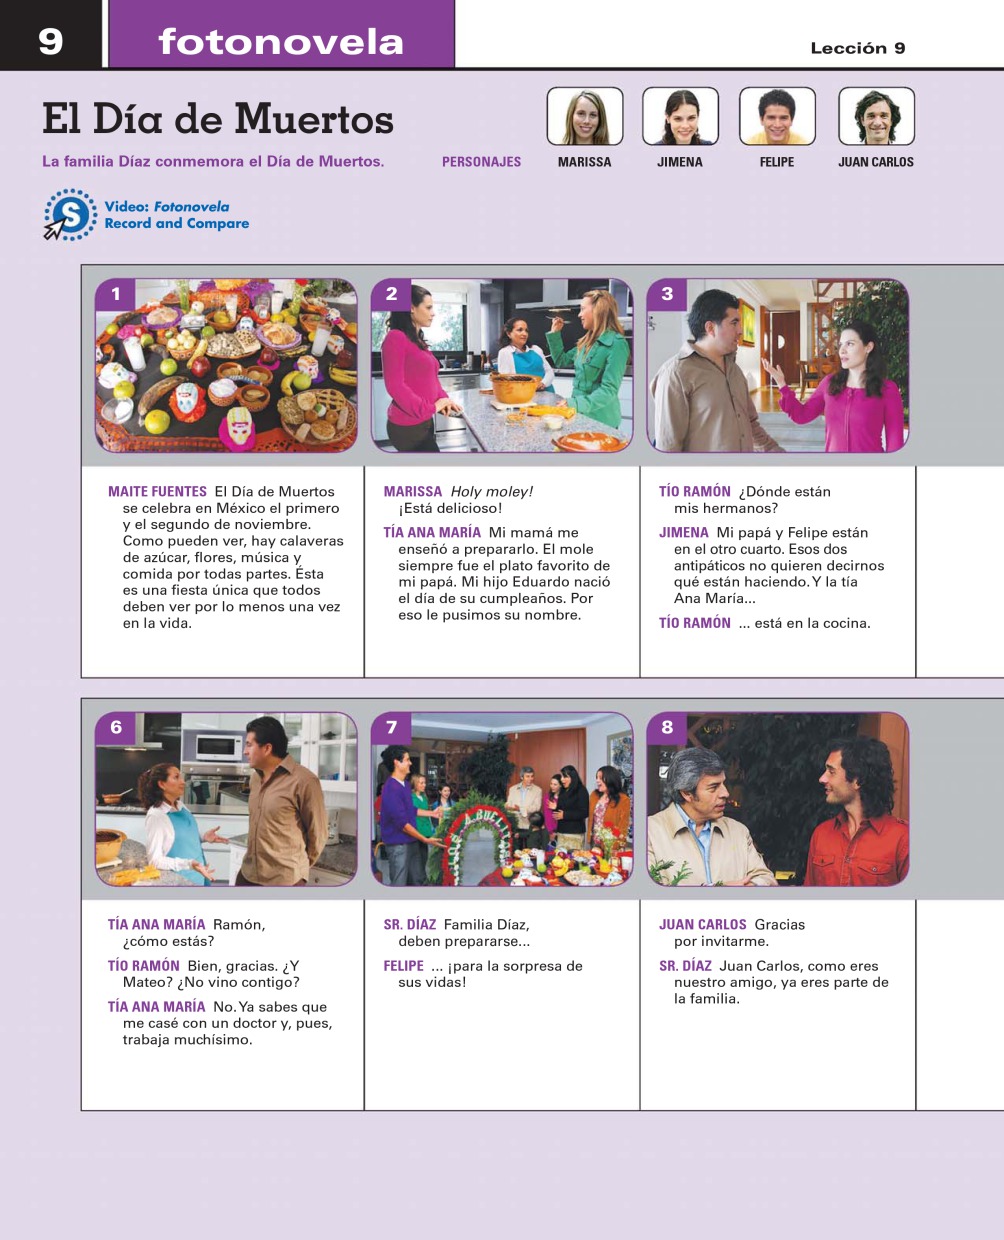 9
fotonovela
Lección 9
El Día de Muertos
La familia Díaz conmemora el Día de Muertos.
PERSONAJES
MARISSA
JIMENA
FELIPE
JUAN CARLOS
S
Video: Fotonovela
Record and Compare
1
2
3
MAITE FUENTES El Día de Muertos
se celebra en México el primero
y el segundo de noviembre.
Como pueden ver, hay calaveras
de azúcar, flores, música y
comida por todas partes. Ésta
es una fiesta única que todos
deben ver por lo menos una vez
en la vida.
MARISSA Holy moley!
¡Está delicioso!
TÍA ANA MARÍA Mi mamá me
enseñó a prepararlo. El mole
siempre fue el plato favorito de
mi papá. Mi hijo Eduardo nació
el día de su cumpleaños. Por
eso le pusimos su nombre.
TÍO RAMÓN ¿Dónde están
mis hermanos?
JIMENA Mi papá y Felipe están
en el otro cuarto. Esos dos
antipáticos no quieren decirnos
qué están haciendo. Y la tía
Ana María...
TÍO RAMÓN ... está en la cocina.
6
7
8
TÍA ANA MARÍA Ramón,
¿cómo estás?
TÍO RAMÓN Bien, gracias. ¿Y
Mateo? ¿No vino contigo?
TÍA ANA MARÍA No. Ya sabes que
me casé con un doctor y, pues,
trabaja muchísimo.
SR. DÍAZ Familia Díaz,
deben prepararse...
FELIPE ... ¡para la sorpresa de
sus vidas!
JUAN CARLOS Gracias
por invitarme.
SR. DÍAZ Juan Carlos, como eres
nuestro amigo, ya eres parte de
la familia.